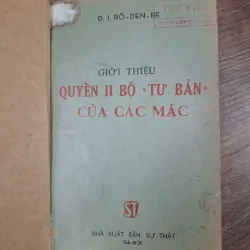 Đ. I. RÔ-DEN-BE
GIỚI THIỆU
QUYỂN II BỘ "TƯ BẢN"
CỦA CÁC MÁC
ST
NHÀ XUẤT BẢN SỰ THẬT
HÀ-NỘI